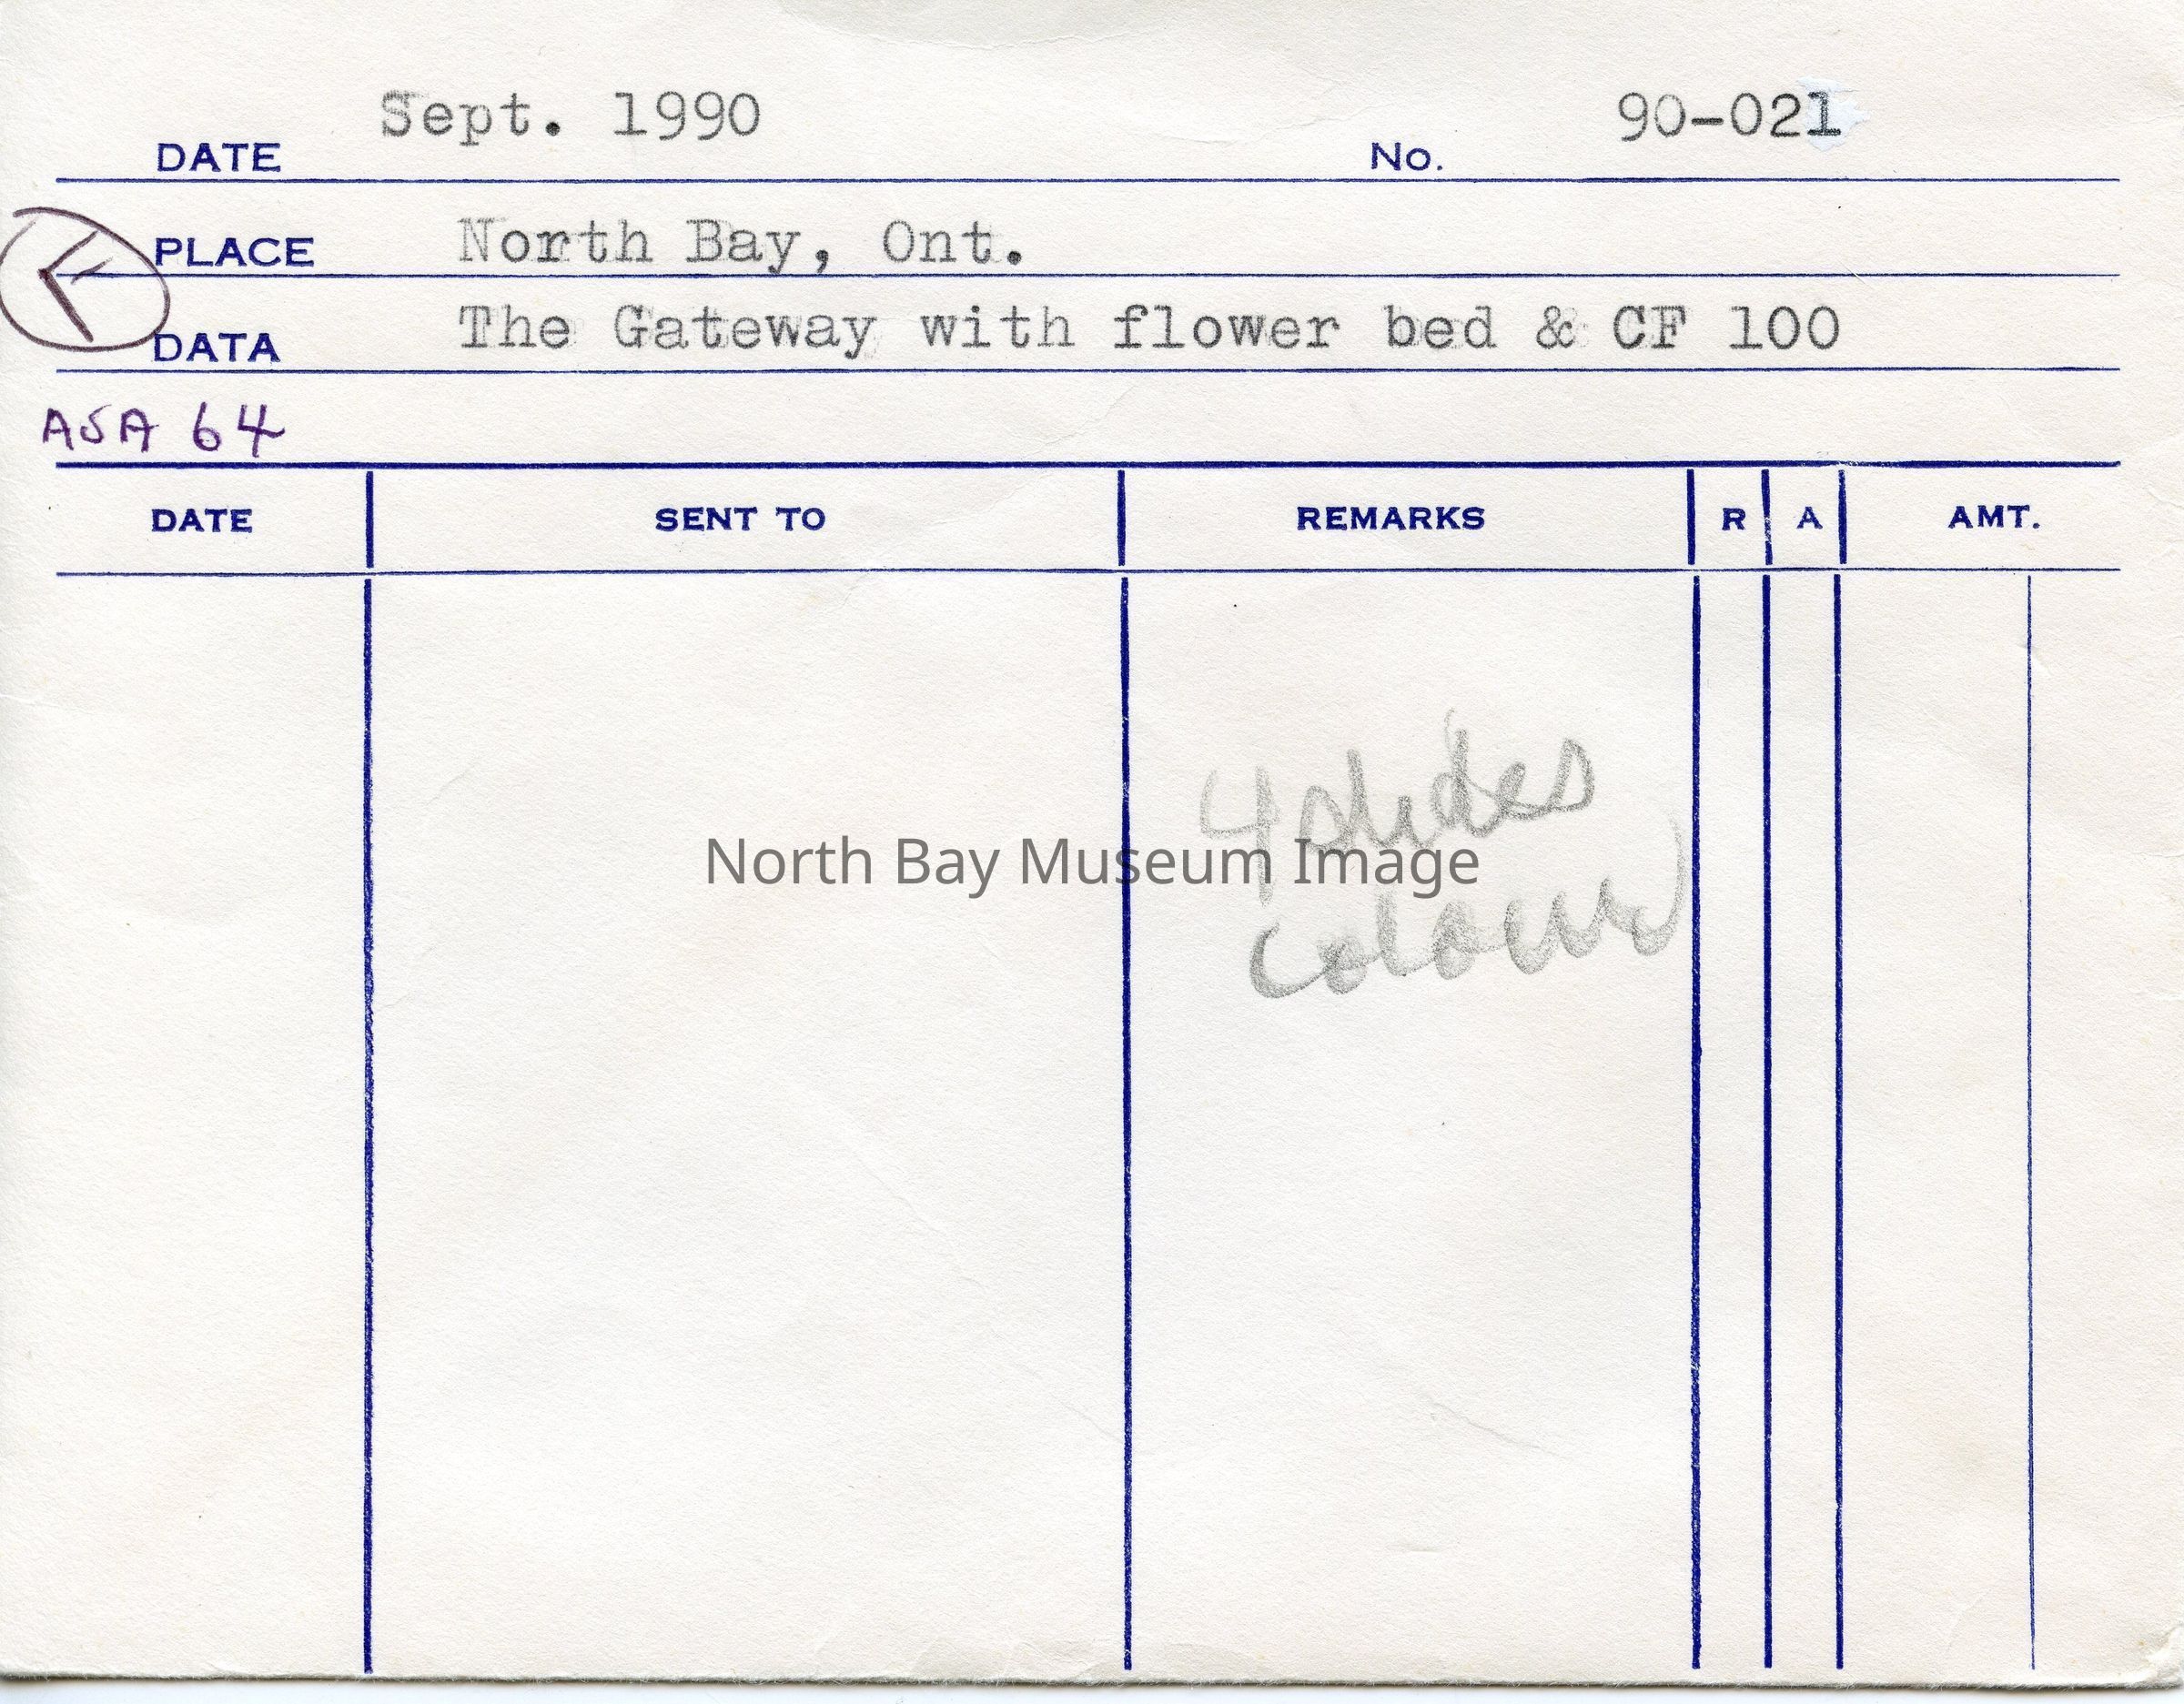 Sept. 1990 90-021
DATE No.
PLACE North Bay, Ont.
F
DATA The Gateway with flower bed & CF 100
ASA 64
DATE SENT TO REMARKS R A AMT.
4 slides
North Bay Museum Image
colour